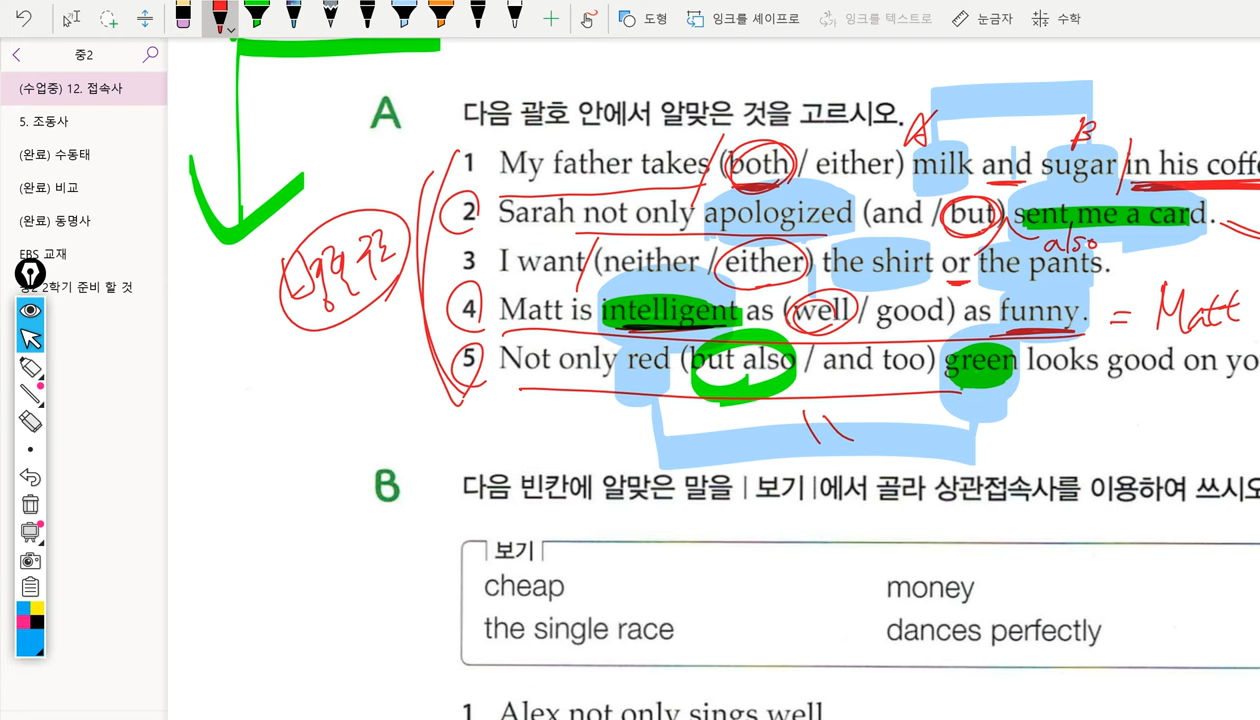 도형
잉크를 셰이프로
잉크를 텍스트로
눈금자
수학
중2
(수업중) 12. 접속사
5. 조동사
(완료) 수동태
(완료) 비교
(완료) 동명사
EBS 교재
2학기 준비 할 것
A 다음 괄호 안에서 알맞은 것을 고르시오.
A B
1 My father takes (both / either) milk and sugar in his coffe
2 Sarah not only apologized (and / but) sent me a card.
also
3 I want (neither / either) the shirt or the pants.
4 Matt is intelligent as (well / good) as funny. = Matt
5 Not only red (but also / and too) green looks good on yo
B 다음 빈칸에 알맞은 말을 |보기|에서 골라 상관접속사를 이용하여 쓰시오
보기
cheap money
the single race dances perfectly
1 Alex not only sings well